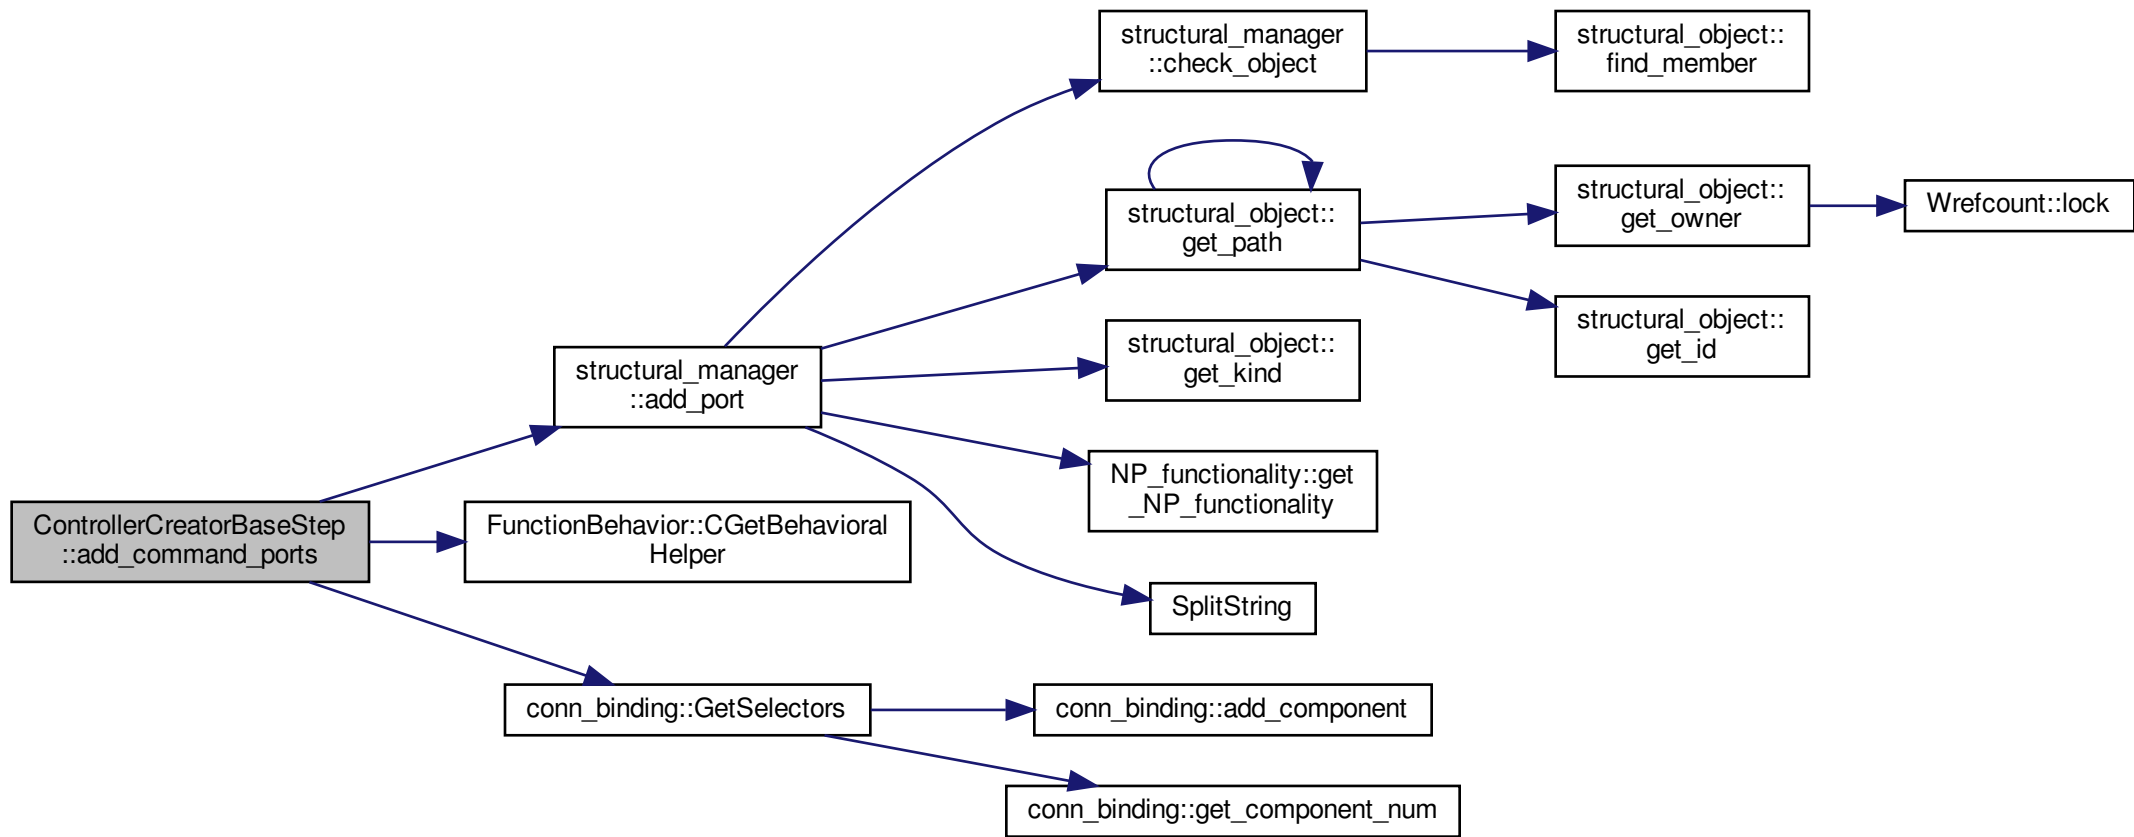 structural_manager
::check_object
structural_object::
find_member
structural_object::
get_path
structural_object::
get_owner
Wrefcount::lock
structural_object::
get_id
structural_object::
get_kind
structural_manager
::add_port
NP_functionality::get
_NP_functionality
ControllerCreatorBaseStep
::add_command_ports
FunctionBehavior::CGetBehavioral
Helper
SplitString
conn_binding::GetSelectors
conn_binding::add_component
conn_binding::get_component_num